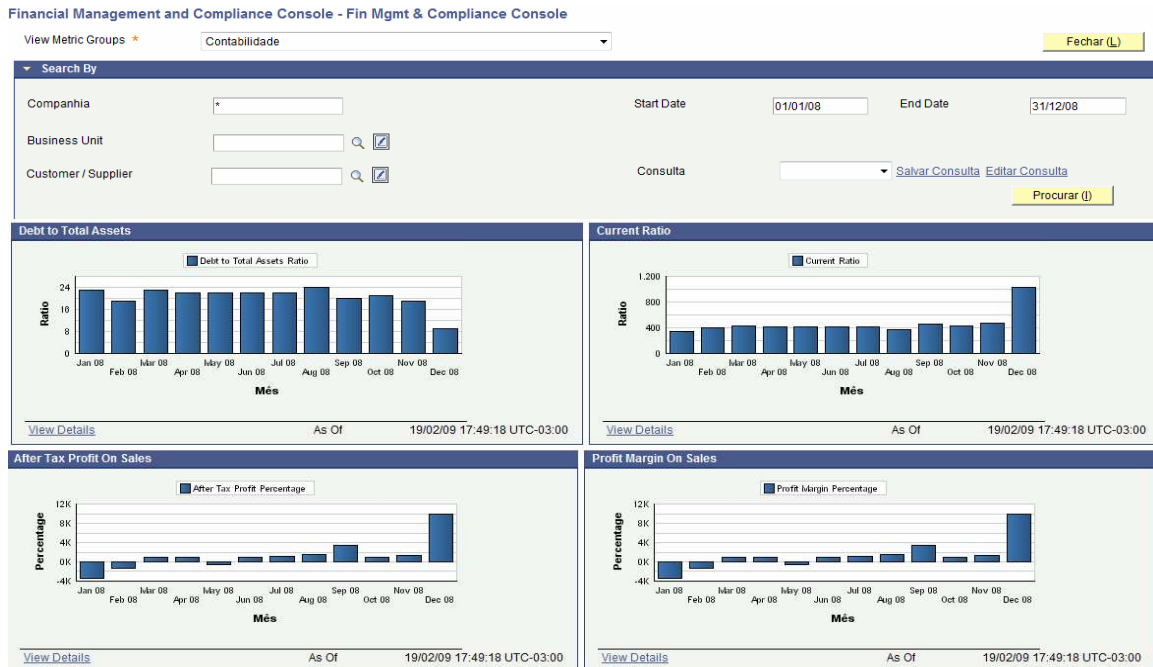 Financial Management and Compliance Console - Fin Mgmt & Compliance Console
View Metric Groups * Contabilidade Fechar (L)
Search By
Companhia * Start Date 01/01/08 End Date 31/12/08
Business Unit
Customer / Supplier Consulta Salvar Consulta Editar Consulta
Procurar (I)
Debt to Total Assets
Debt to Total Assets Ratio
Ratio
24
16
8
0
Jan 08 Feb 08 Mar 08 Apr 08 May 08 Jun 08 Jul 08 Aug 08 Sep 08 Oct 08 Nov 08 Dec 08
Mês
View Details As Of 19/02/09 17:49:18 UTC-03:00
Current Ratio
Current Ratio
Ratio
1.200
800
400
0
Jan 08 Feb 08 Mar 08 Apr 08 May 08 Jun 08 Jul 08 Aug 08 Sep 08 Oct 08 Nov 08 Dec 08
Mês
View Details As Of 19/02/09 17:49:18 UTC-03:00
After Tax Profit On Sales
After Tax Profit Percentage
Percentage
12K
8K
4K
0K
-4K
Jan 08 Feb 08 Mar 08 Apr 08 May 08 Jun 08 Jul 08 Aug 08 Sep 08 Oct 08 Nov 08 Dec 08
Mês
View Details As Of 19/02/09 17:49:18 UTC-03:00
Profit Margin On Sales
Profit Margin Percentage
Percentage
12K
8K
4K
0K
-4K
Jan 08 Feb 08 Mar 08 Apr 08 May 08 Jun 08 Jul 08 Aug 08 Sep 08 Oct 08 Nov 08 Dec 08
Mês
View Details As Of 19/02/09 17:49:18 UTC-03:00